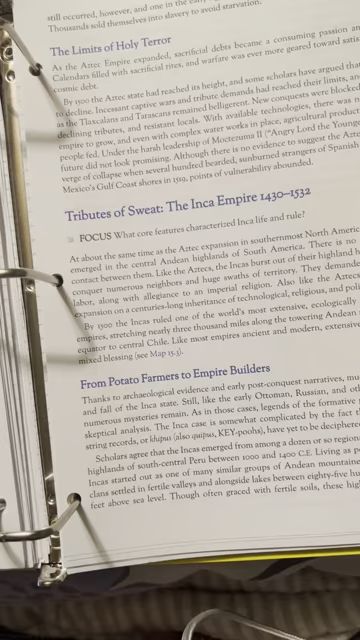 still occurred, however, and one in the
Thousands sold themselves into slavery to avoid starvation.
The Limits of Holy Terror
As the Aztec Empire expanded, sacrificial debts became a consuming passion
Calendars filled with sacrificial rites, and warfare was ever more geared toward
cosmic debt.
By 1500 the Aztec state had reached its height, and some scholars have argued
to decline. Incessant captive wars and tribute demands had reached their limits,
as the Tlaxcalans and Tarascans remained belligerent. New conquests were blocked
declining tributes, and resistant locals. With available technologies, there was
empire to grow, and even with complex water works in place, agricultural
people fed. Under the harsh leadership of Moctezuma II ("Angry Lord the
future did not look promising. Although there is no evidence to suggest the
verge of collapse when several hundred bearded, sunburned strangers of Spanish
Mexico's Gulf Coast shores in 1519, points of vulnerability abounded.
Tributes of Sweat: The Inca Empire 1430–1532
FOCUS What core features characterized Inca life and rule?
At about the same time as the Aztec expansion in southernmost North
emerged in the central Andean highlands of South America. There is no
contact between them. Like the Aztecs, the Incas burst out of their highland
conquer numerous neighbors and huge swaths of territory. They
labor, along with allegiance to an imperial religion. Also like the
expansion on a centuries-long inheritance of technological, religious, and
By 1500 the Incas ruled one of the world's most extensive, ecologically
empires, stretching nearly three thousand miles along the towering Andean
equator to central Chile. Like most empires ancient and modern, extensive
mixed blessing (see Map 15.3).
From Potato Farmers to Empire Builders
Thanks to archaeological evidence and early post-conquest narratives,
and fall of the Inca state. Still, like the early Ottoman, Russian, and
numerous mysteries remain. As in those cases, legends of the formative
skeptical analysis. The Inca case is somewhat complicated by the fact
string records, or khipus (also quipus, KEY-poohs), have yet to be
Scholars agree that the Incas emerged from among a dozen or so
highlands of south-central Peru between 1000 and 1400 C.E. Living as
Incas started out as one of many similar groups of Andean
clans settled in fertile valleys and alongside lakes between eighty-five
feet above sea level. Though often graced with fertile soils, these